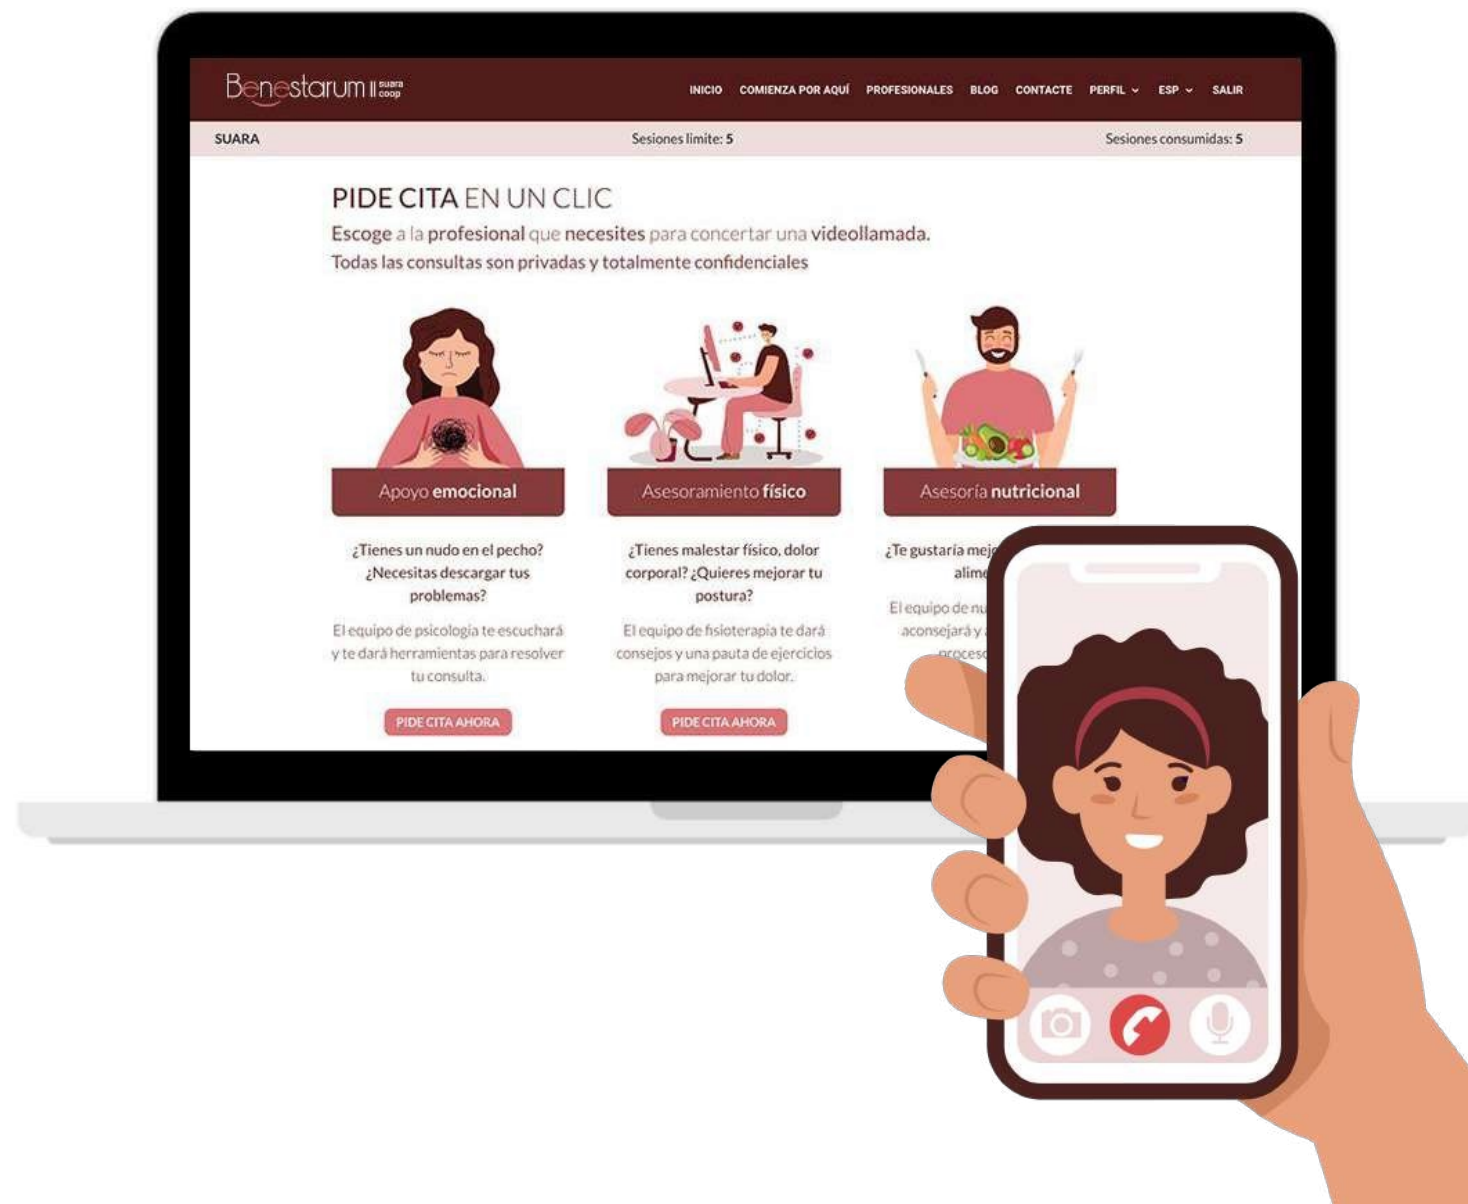 Benestarum suara
coop
INICIO COMIENZA POR AQUÍ PROFESIONALES BLOG CONTACTE PERFIL ESP SALIR
SUARA Sesiones limite: 5 Sesiones consumidas: 5
PIDE CITA EN UN CLIC
Escoge a la profesional que necesites para concertar una videollamada.
Todas las consultas son privadas y totalmente confidenciales
Apoyo emocional
¿Tienes un nudo en el pecho?
¿Necesitas descargar tus
problemas?
El equipo de psicología te escuchará
y te dará herramientas para resolver
tu consulta.
PIDE CITA AHORA
Asesoramiento físico
¿Tienes malestar físico, dolor
corporal? ¿Quieres mejorar tu
postura?
El equipo de fisioterapia te dará
consejos y una pauta de ejercicios
para mejorar tu dolor.
PIDE CITA AHORA
Asesoría nutricional
¿Te gustaría
El equipo de
aconsejará y